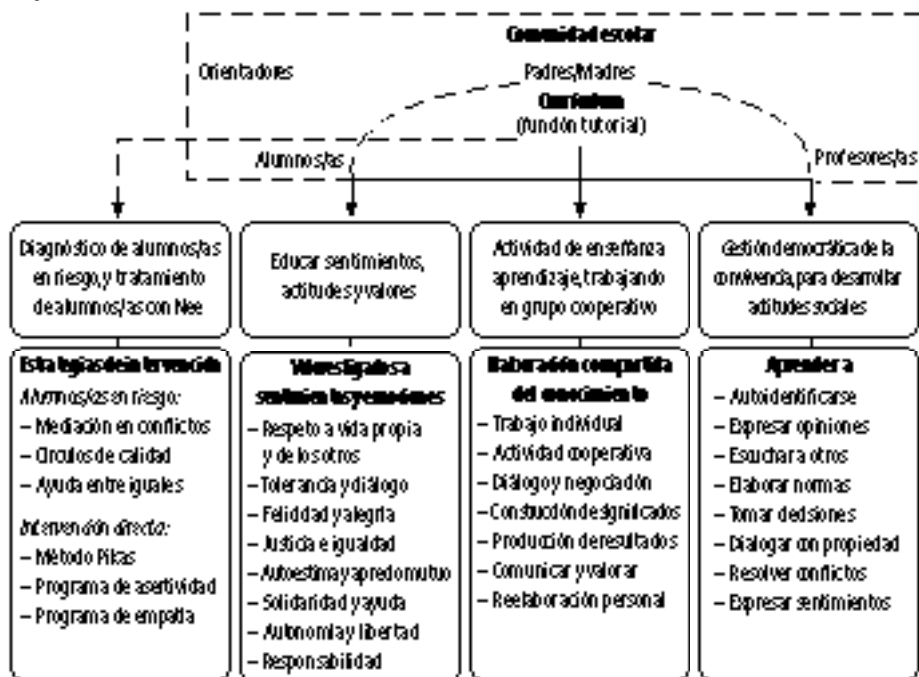 Comunidad escolar
Orientadores
Padres/Madres
Currículum
(función tutorial)
Alumnos/as
Profesores/as
Diagnóstico de alumnos/as
en riesgo, y tratamiento
de alumnos/as con Nee
Educar sentimientos,
actitudes y valores
Actividad de enseñanza
aprendizaje, trabajando
en grupo cooperativo
Gestión democrática de la
convivencia, para desarrollar
actitudes sociales
Estrategias de intervención
Alumnos/as en riesgo:
– Mediación en conflictos
– Círculos de calidad
– Ayuda entre iguales
Intervención directa:
– Método Pikas
– Programa de asertividad
– Programa de empatía
Valores ligados a
sentimientos y emociones
– Respeto a vida propia
y de los otros
– Tolerancia y diálogo
– Felicidad y alegría
– Justicia e igualdad
– Autoestima y aprecio mutuo
– Solidaridad y ayuda
– Autonomía y libertad
– Responsabilidad
Elaboración compartida
del conocimiento
– Trabajo individual
– Actividad cooperativa
– Diálogo y negociación
– Construcción de significados
– Producción de resultados
– Comunicar y valorar
– Reelaboración personal
Aprender a
– Autoidentificarse
– Expresar opiniones
– Escuchar a otros
– Elaborar normas
– Tomar decisiones
– Dialogar con propiedad
– Resolver conflictos
– Expresar sentimientos